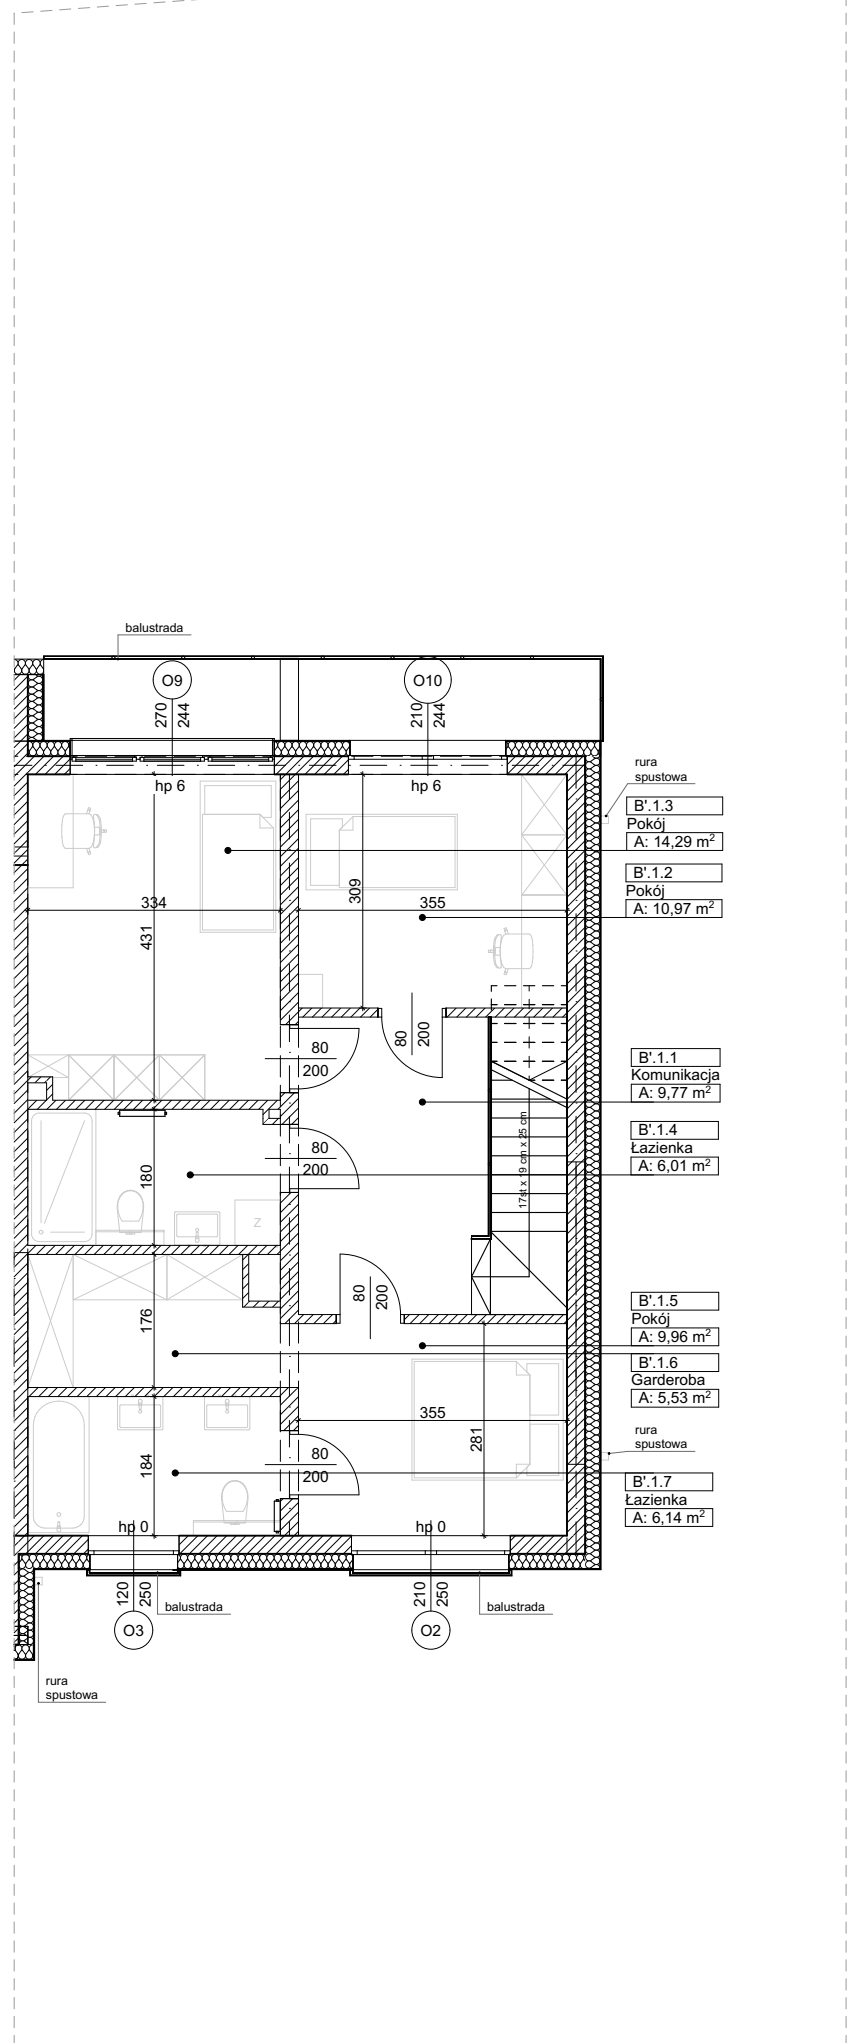 balustrada
O9
O10
270
244
210
244
hp 6
hp 6
rura
spustowa
B'.1.3
Pokój
A: 14,29 m²
B'.1.2
Pokój
A: 10,97 m²
334
431
309
355
80
200
80
200
B'.1.1
Komunikacja
A: 9,77 m²
B'.1.4
Łazienka
A: 6,01 m²
80
200
180
Z
17st x 19 cm x 25 cm
80
200
176
B'.1.5
Pokój
A: 9,96 m²
B'.1.6
Garderoba
A: 5,53 m²
355
281
rura
spustowa
184
80
200
B'.1.7
Łazienka
A: 6,14 m²
hp 0
hp 0
120
250
210
250
balustrada
balustrada
O3
O2
rura
spustowa